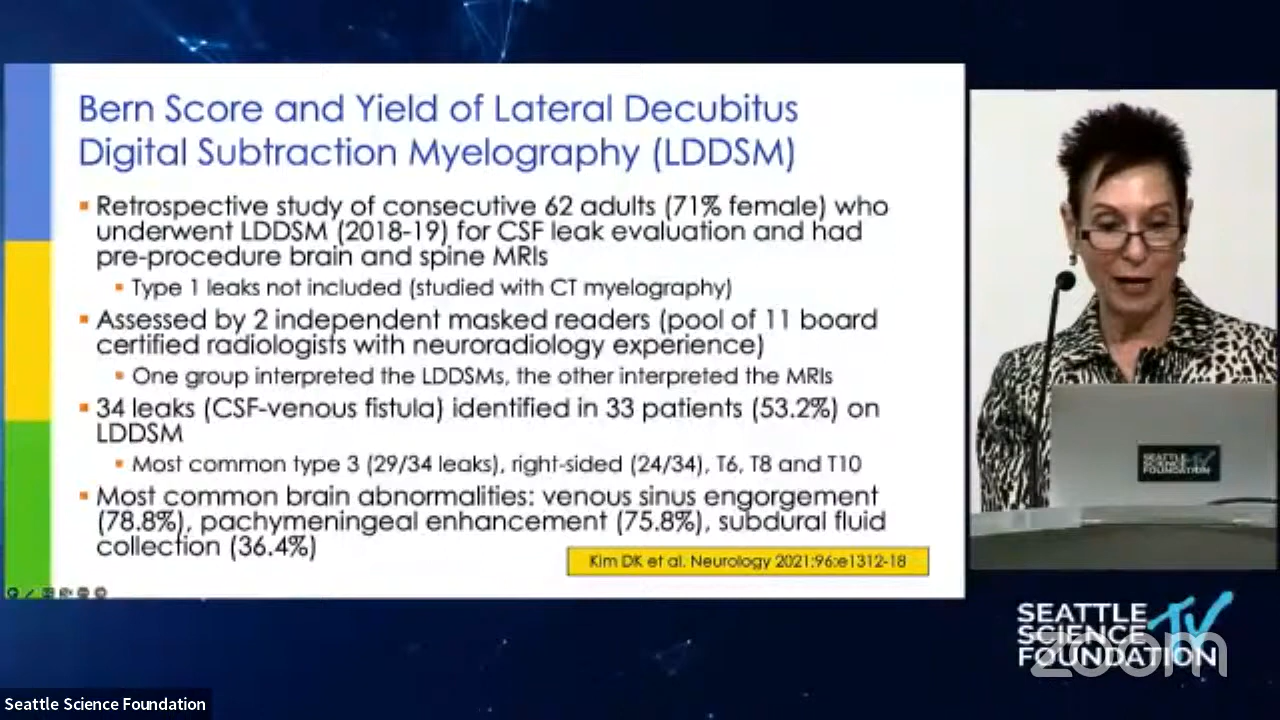 Bern Score and Yield of Lateral Decubitus
Digital Subtraction Myelography (LDDSM)
Retrospective study of consecutive 62 adults (71% female) who
underwent LDDSM (2018-19) for CSF leak evaluation and had
pre-procedure brain and spine MRIs
Type 1 leaks not included (studied with CT myelography)
Assessed by 2 independent masked readers (pool of 11 board
certified radiologists with neuroradiology experience)
One group interpreted the LDDSMs, the other interpreted the MRIs
34 leaks (CSF-venous fistula) identified in 33 patients (53.2%) on
LDDSM
Most common type 3 (29/34 leaks), right-sided (24/34), T6, T8 and T10
Most common brain abnormalities: venous sinus engorgement
(78.8%), pachymeningeal enhancement (75.8%), subdural fluid
collection (36.4%)
Kim DK et al. Neurology 2021;96:e1312-18
SEATTLE
SCIENCE TV
FOUNDATION
SEATTLE
SCIENCE TV
FOUNDATION
zoom
Seattle Science Foundation